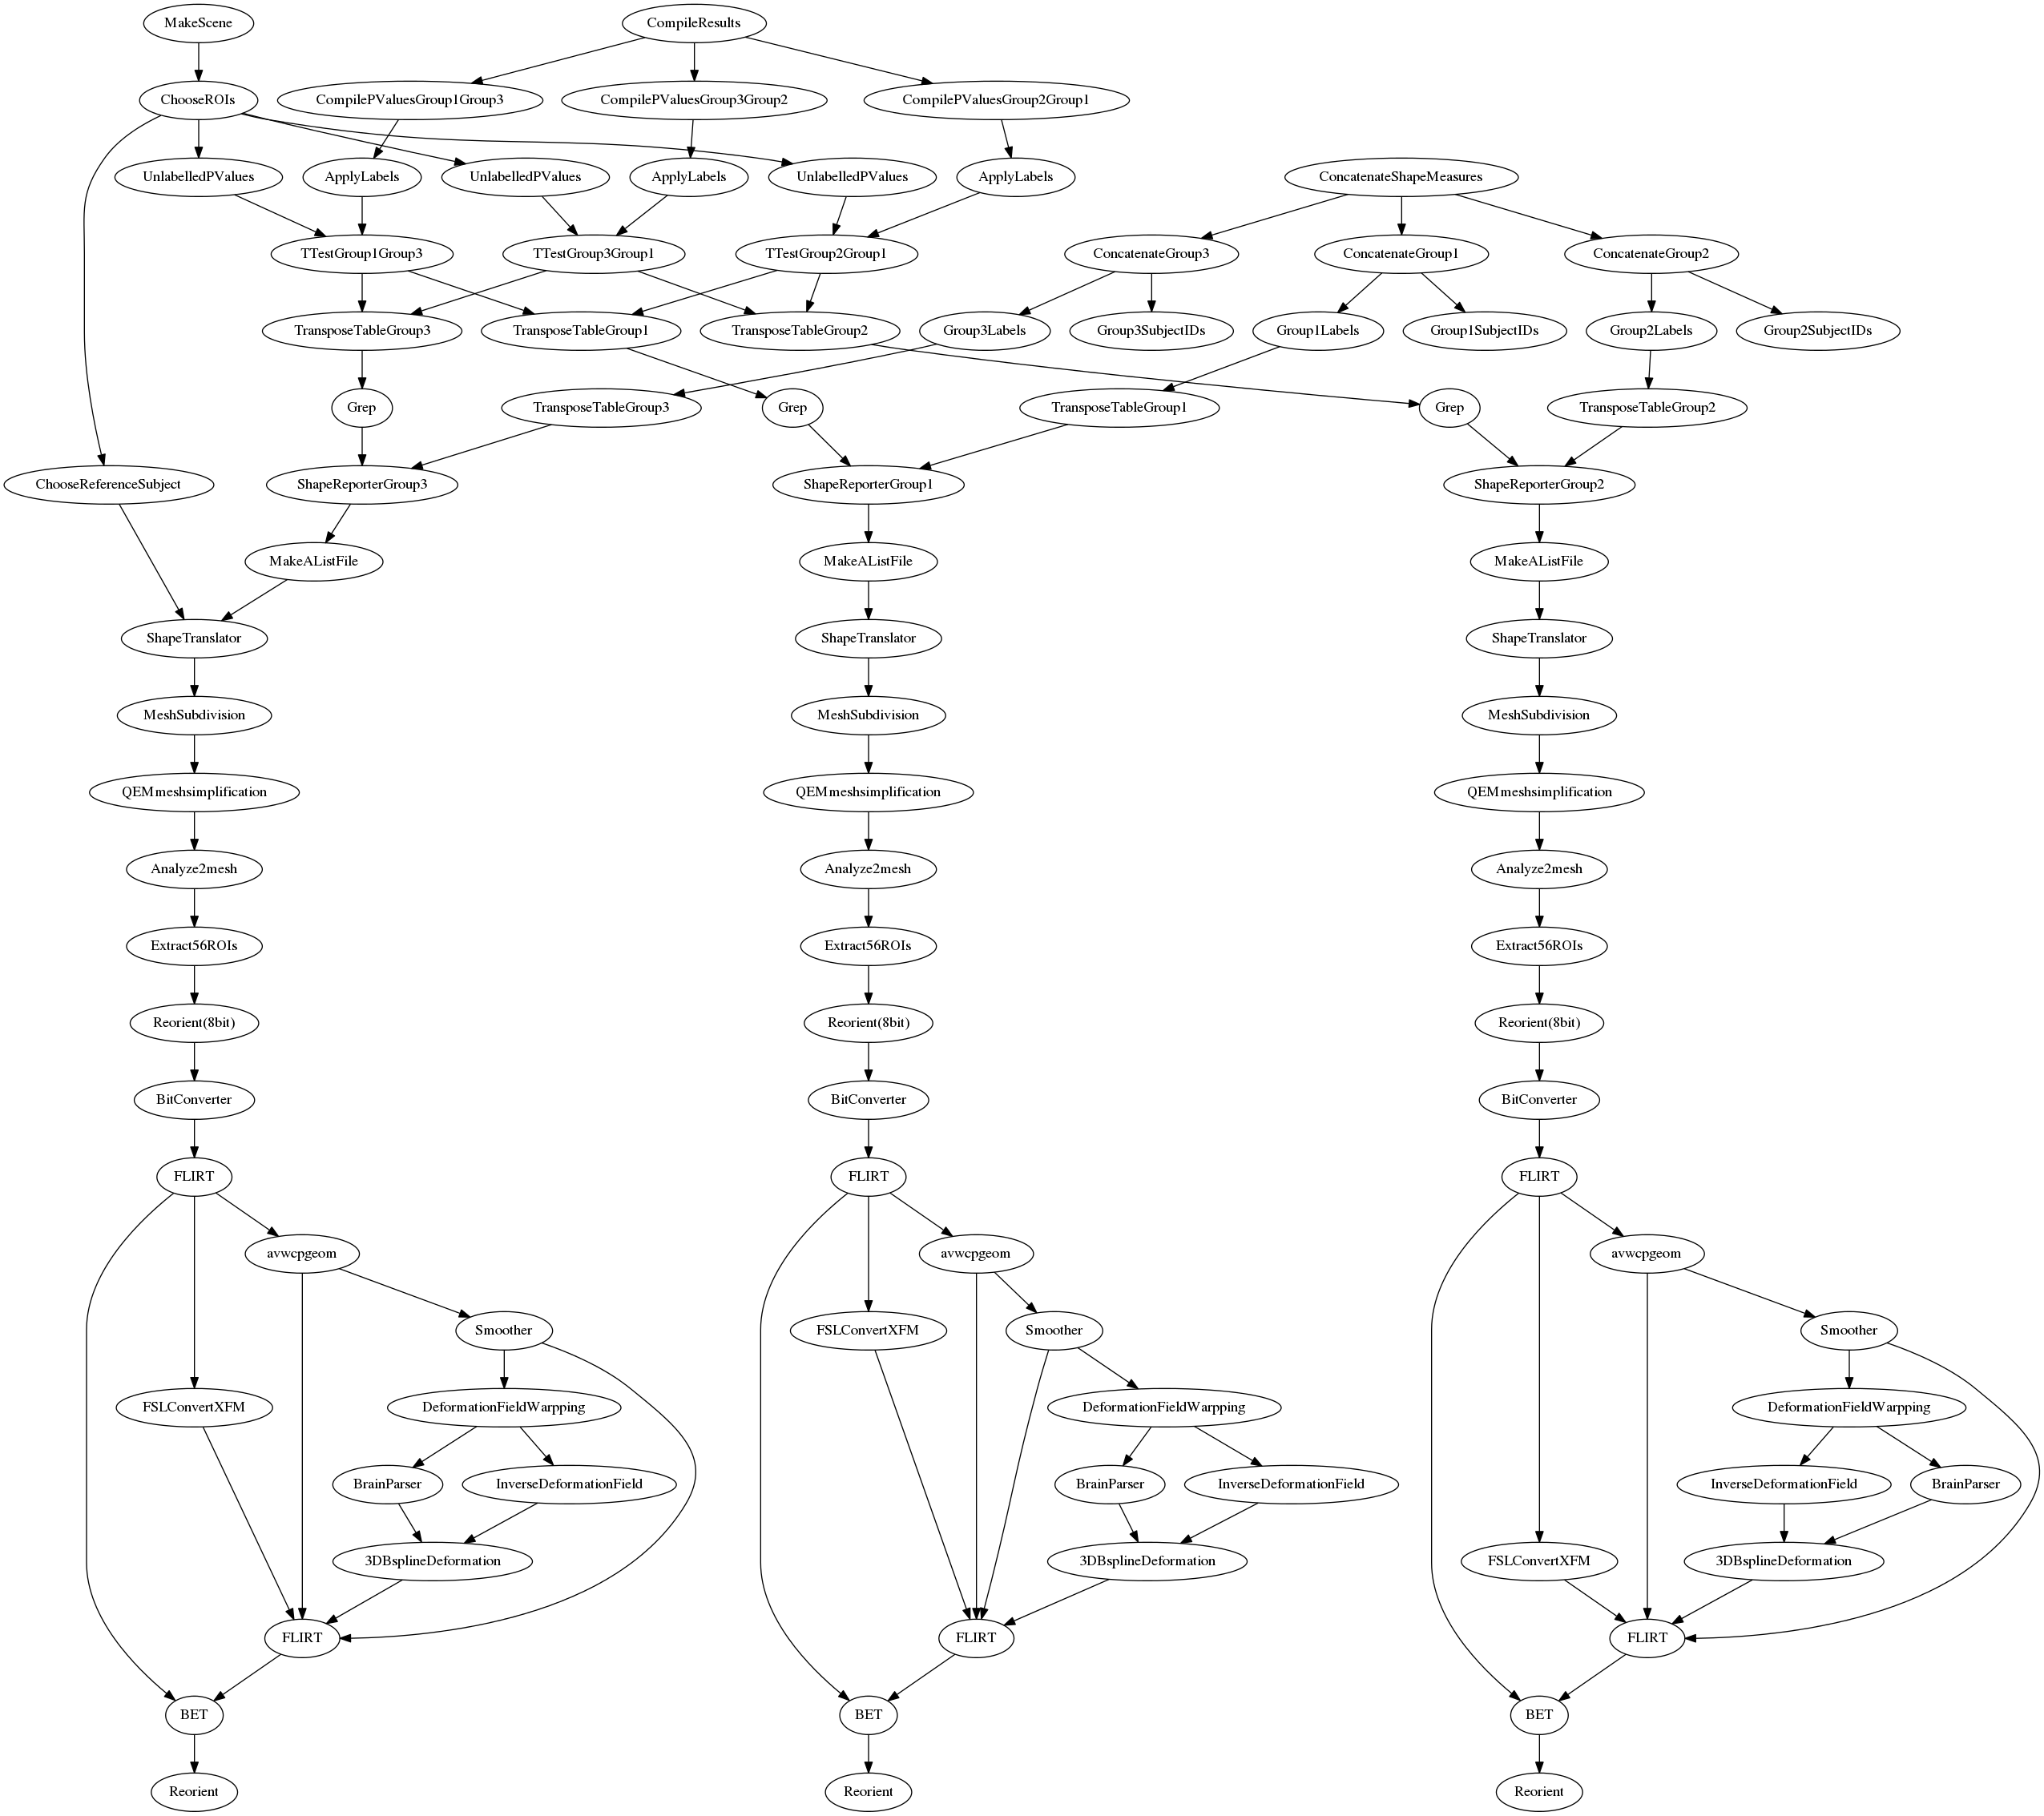 MakeScene
CompileResults
ChooseROIs
CompilePValuesGroup1Group3
CompilePValuesGroup3Group2
CompilePValuesGroup2Group1
UnlabelledPValues
ApplyLabels
UnlabelledPValues
ApplyLabels
UnlabelledPValues
ApplyLabels
ConcatenateShapeMeasures
TTestGroup1Group3
TTestGroup3Group1
TTestGroup2Group1
ConcatenateGroup3
ConcatenateGroup1
ConcatenateGroup2
TransposeTableGroup3
TransposeTableGroup1
TransposeTableGroup2
Group3Labels
Group3SubjectIDs
Group1Labels
Group1SubjectIDs
Group2Labels
Group2SubjectIDs
Grep
TransposeTableGroup3
Grep
TransposeTableGroup1
Grep
TransposeTableGroup2
ChooseReferenceSubject
ShapeReporterGroup3
ShapeReporterGroup1
ShapeReporterGroup2
MakeAListFile
MakeAListFile
MakeAListFile
ShapeTranslator
ShapeTranslator
ShapeTranslator
MeshSubdivision
MeshSubdivision
MeshSubdivision
QEMmeshsimplification
QEMmeshsimplification
QEMmeshsimplification
Analyze2mesh
Analyze2mesh
Analyze2mesh
Extract56ROIs
Extract56ROIs
Extract56ROIs
Reorient(8bit)
Reorient(8bit)
Reorient(8bit)
BitConverter
BitConverter
BitConverter
FLIRT
FLIRT
FLIRT
avwcpgeom
avwcpgeom
avwcpgeom
Smoother
FSLConvertXFM
Smoother
Smoother
FSLConvertXFM
DeformationFieldWarpping
DeformationFieldWarpping
DeformationFieldWarpping
BrainParser
InverseDeformationField
BrainParser
InverseDeformationField
InverseDeformationField
BrainParser
3DBsplineDeformation
3DBsplineDeformation
FSLConvertXFM
3DBsplineDeformation
FLIRT
FLIRT
FLIRT
BET
BET
BET
Reorient
Reorient
Reorient